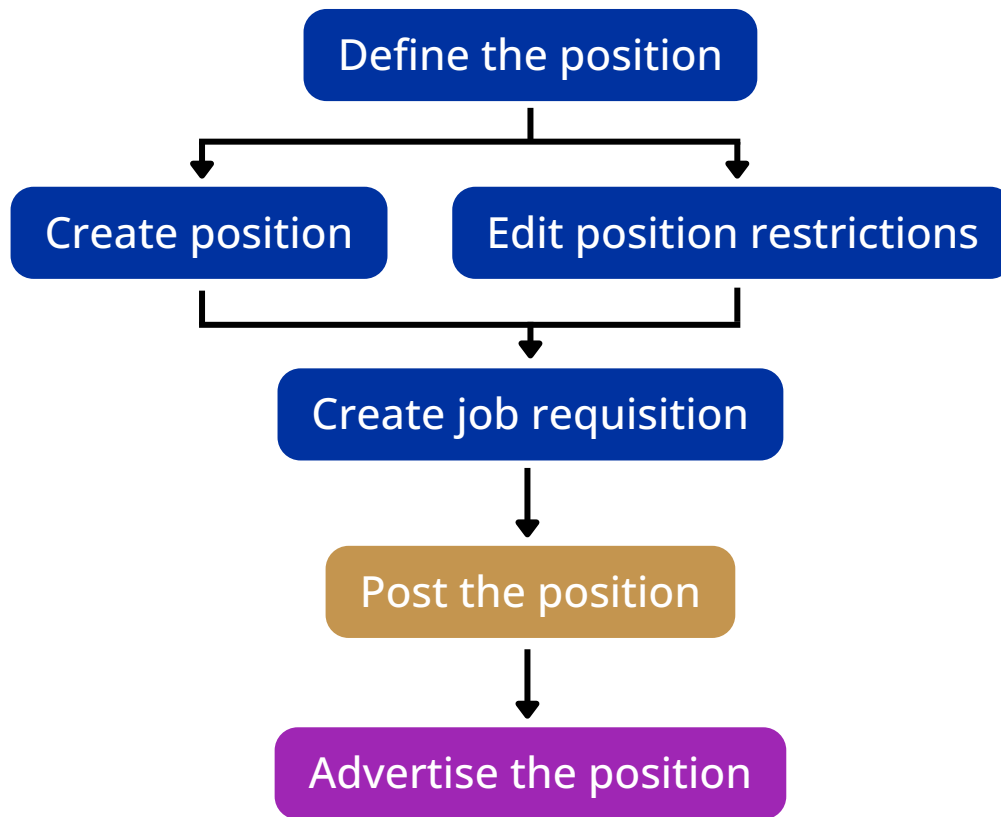 Define the position
Create position
Edit position restrictions
Create job requisition
Post the position
Advertise the position